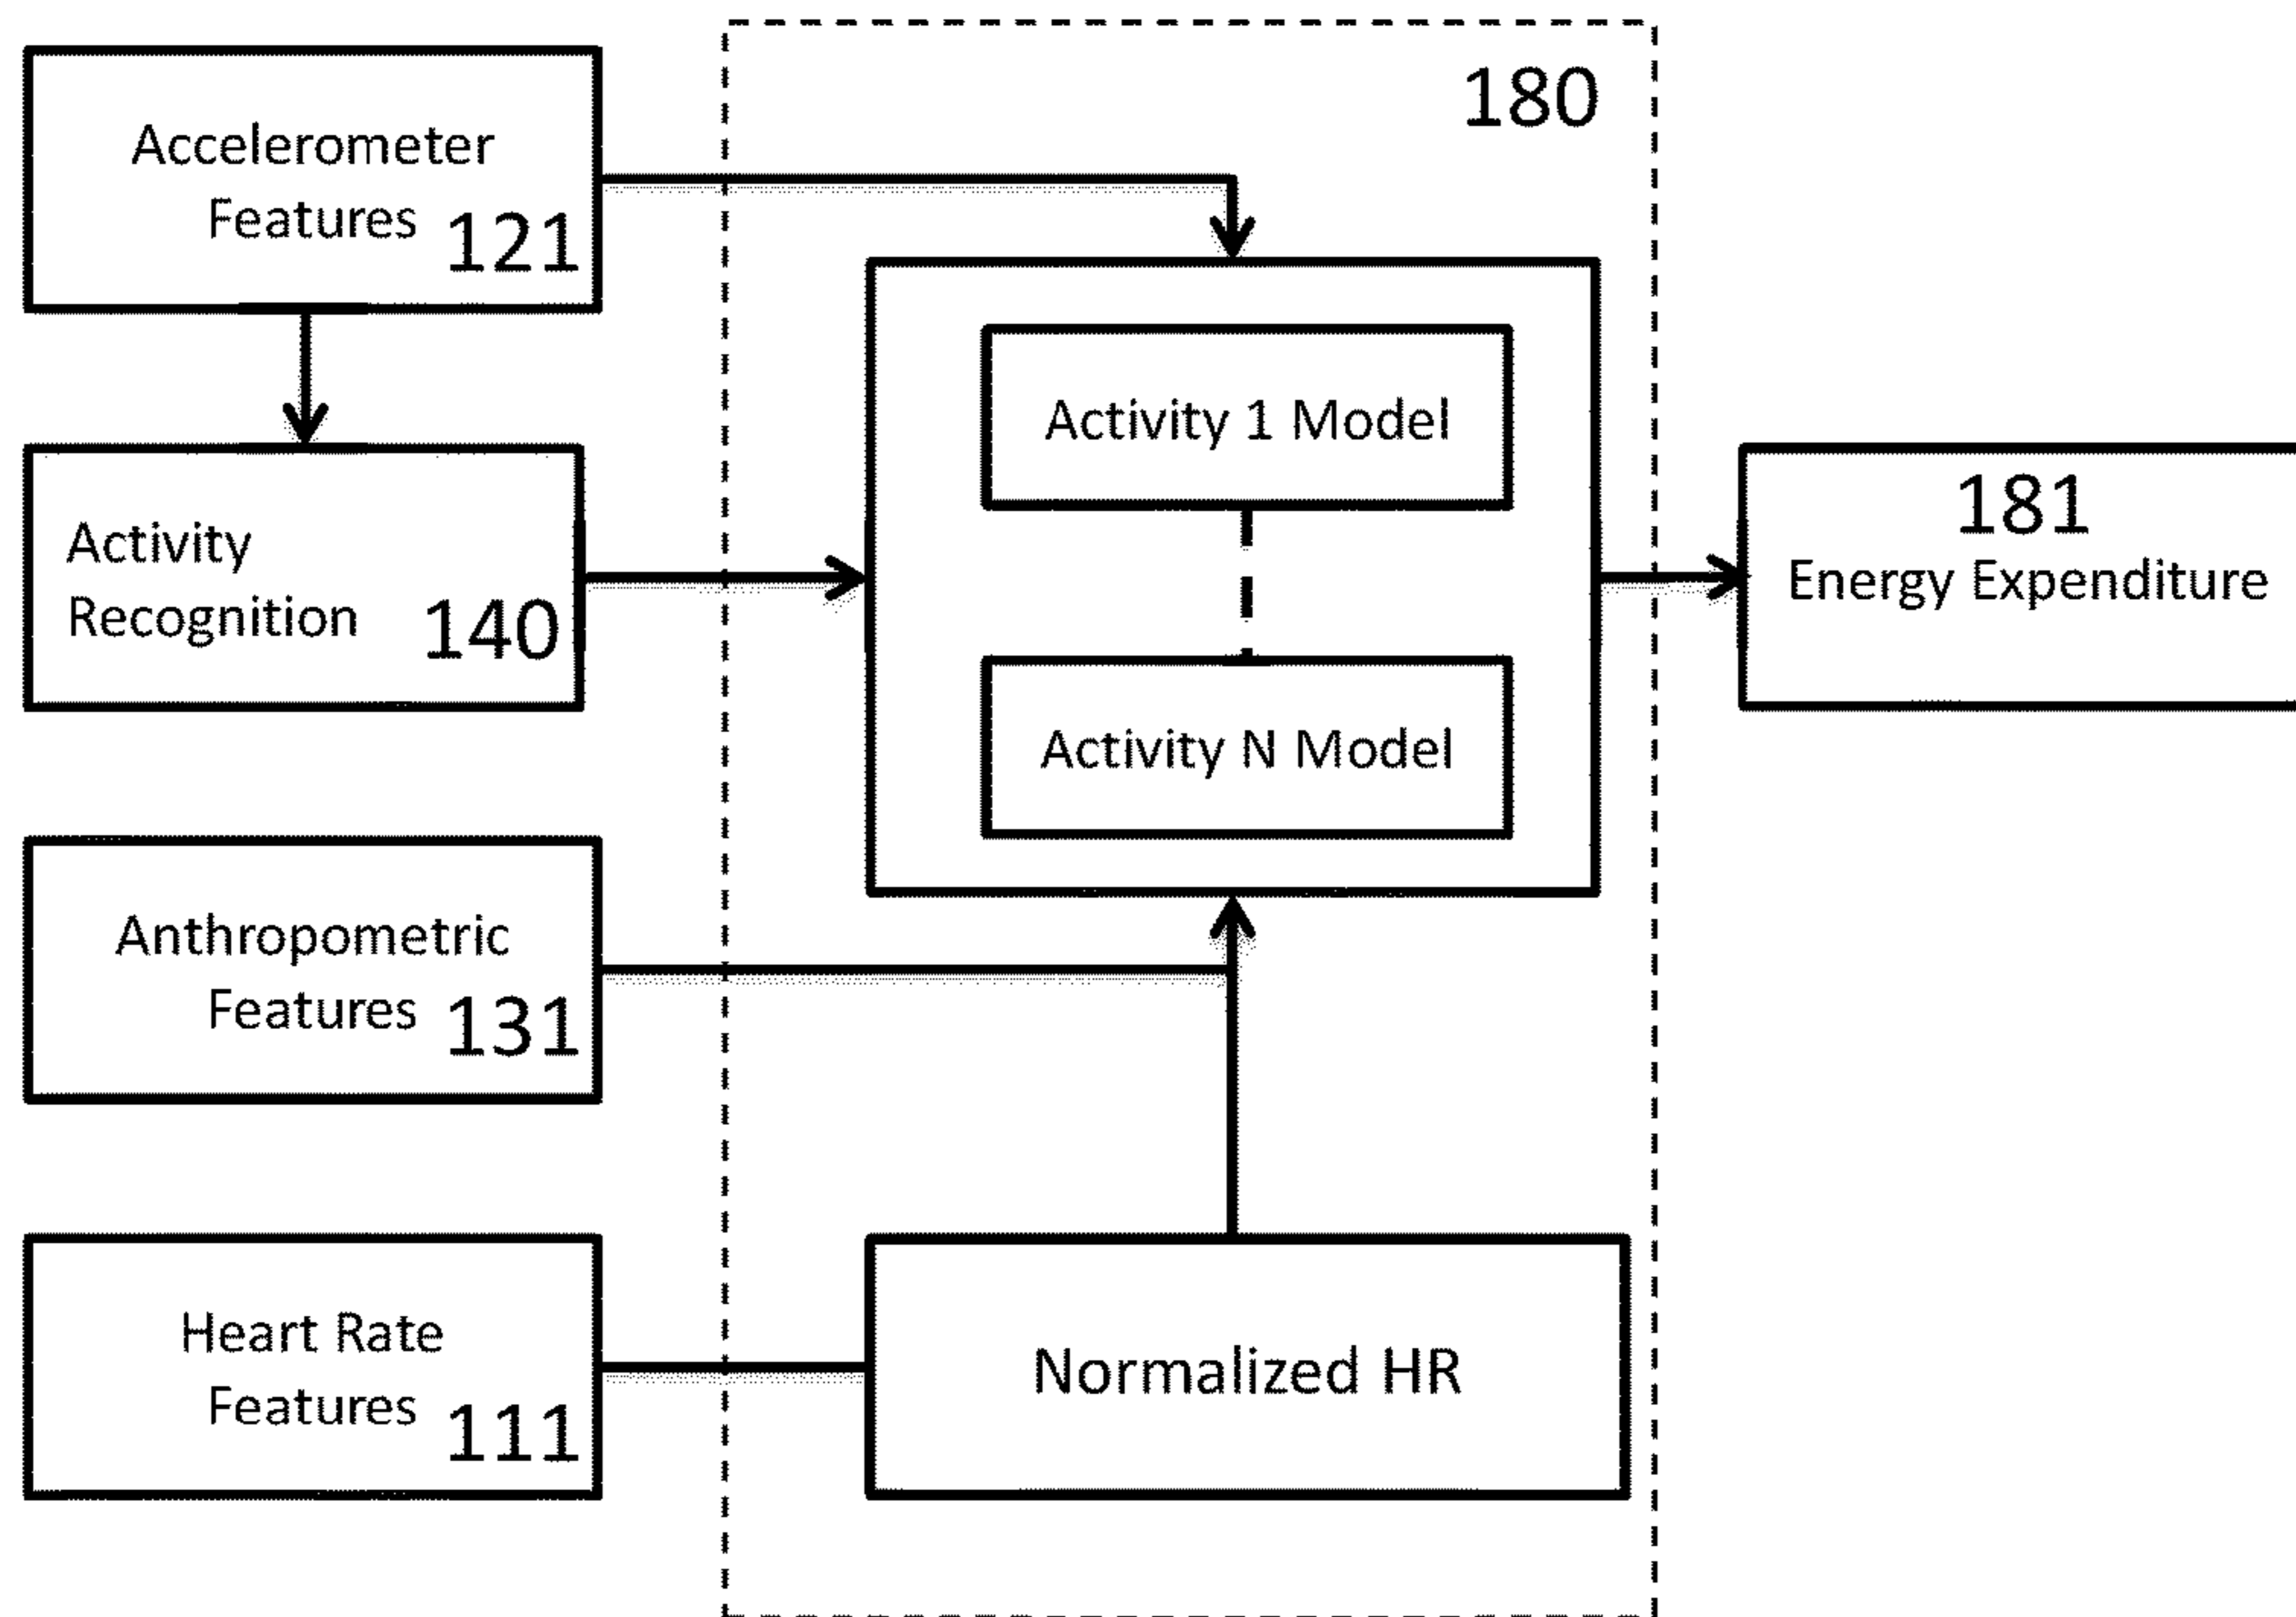 180
Accelerometer
Features 121
Activity 1 Model
181
Energy Expenditure
Activity
Recognition 140
Activity N Model
Anthropometric
Features 131
Heart Rate
Features 111
Normalized HR